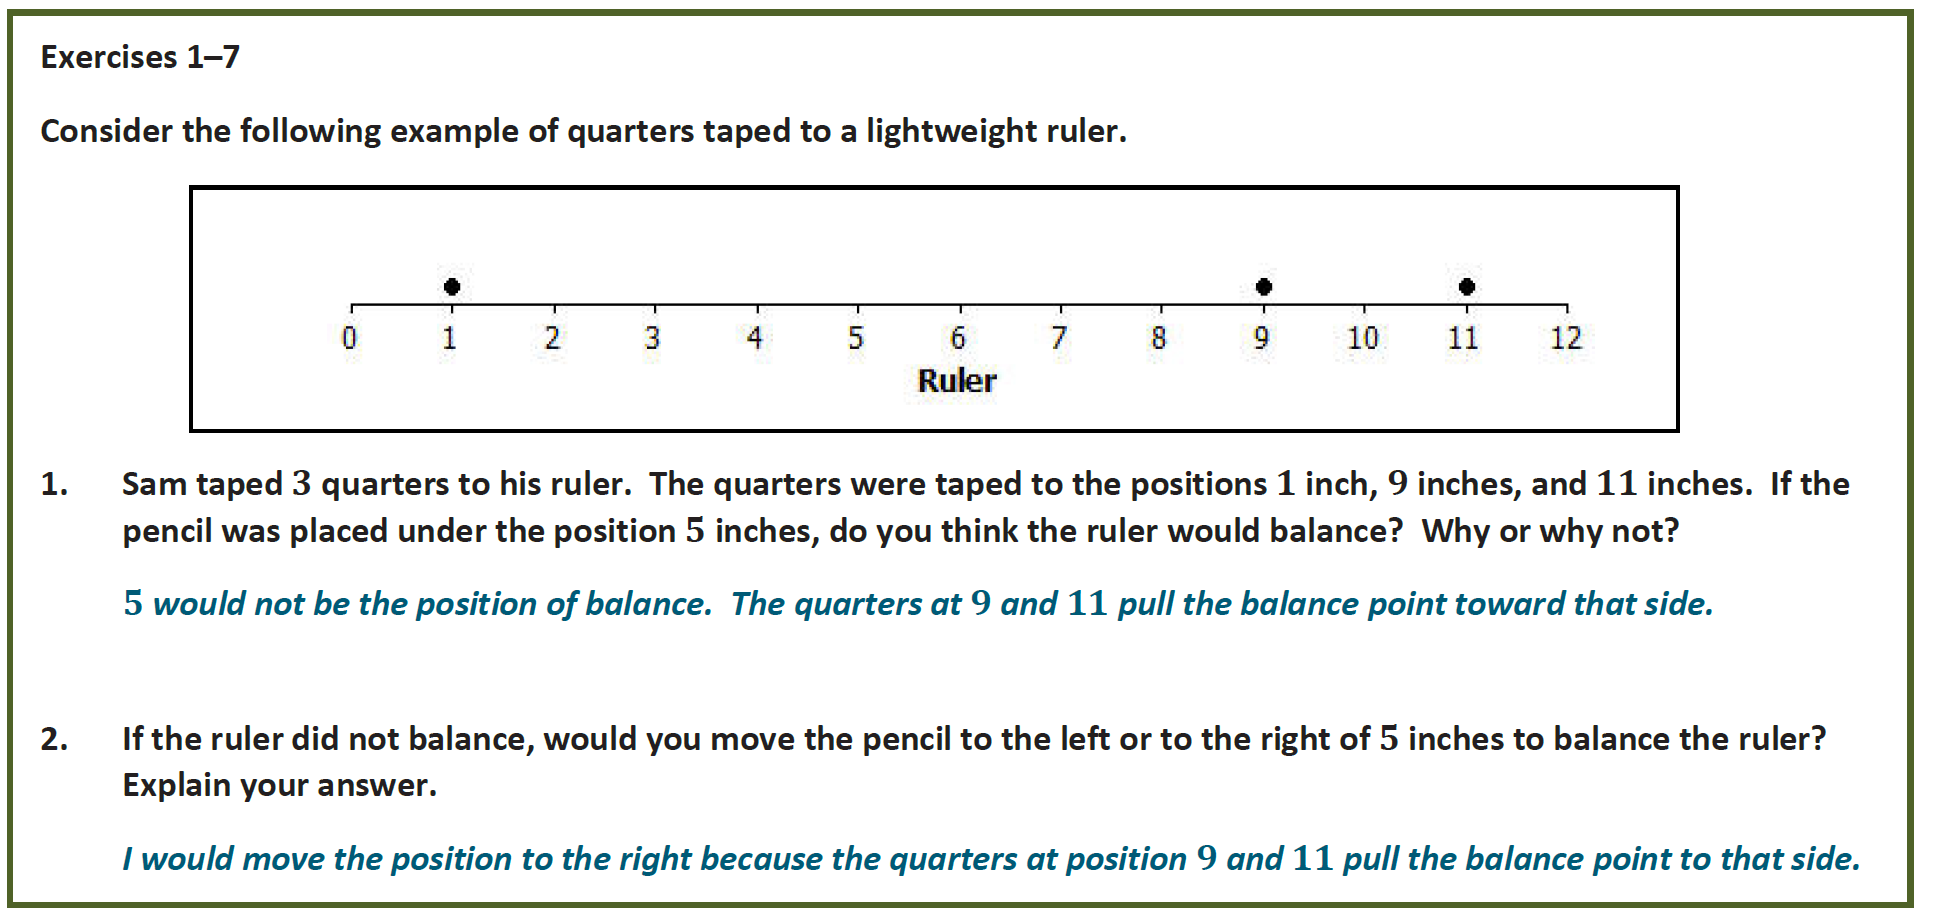 Exercises 1–7
Consider the following example of quarters taped to a lightweight ruler.
0 1 2 3 4 5 6 7 8 9 10 11 12
Ruler
1. Sam taped 3 quarters to his ruler. The quarters were taped to the positions 1 inch, 9 inches, and 11 inches. If the
pencil was placed under the position 5 inches, do you think the ruler would balance? Why or why not?
5 would not be the position of balance. The quarters at 9 and 11 pull the balance point toward that side.
2. If the ruler did not balance, would you move the pencil to the left or to the right of 5 inches to balance the ruler?
Explain your answer.
I would move the position to the right because the quarters at position 9 and 11 pull the balance point to that side.